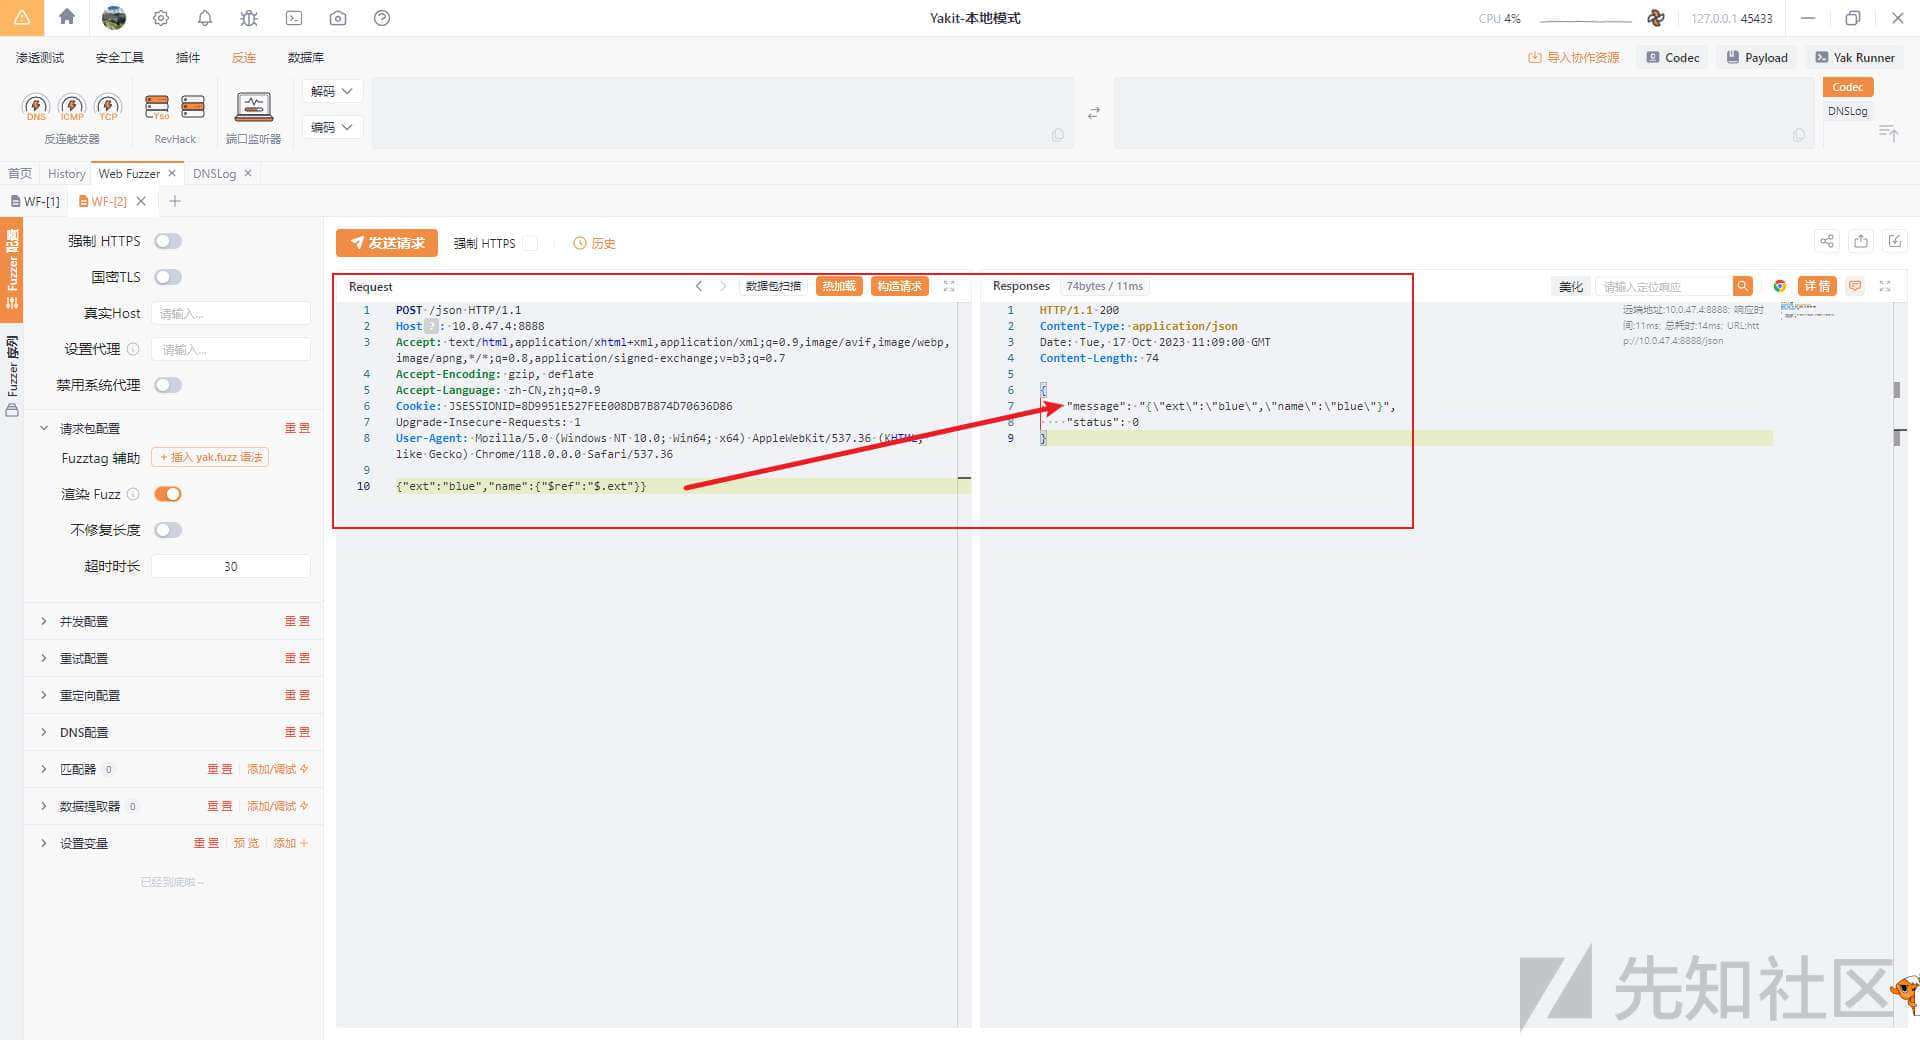 Yakit-本地模式
CPU 4%
127.0.0.1 45433
渗透测试
安全工具
插件
反连
数据库
导入协作资源
Codec
Payload
Yak Runner
DNS
ICMP
TCP
反连触发器
Yso
RevHack
端口监听器
解码
编码
Codec
DNSLog
首页
History
Web Fuzzer
DNSLog
WF-[1]
WF-[2]
Fuzzer 配置
Fuzzer 序列
强制 HTTPS
国密TLS
真实Host 请输入...
设置代理 请输入...
禁用系统代理
请求包配置 重置
Fuzztag 辅助 + 插入 yak.fuzz 语法
渲染 Fuzz
不修复长度
超时时长 30
并发配置 重置
重试配置 重置
重定向配置 重置
DNS配置 重置
匹配器 0 重置 添加/调试
数据提取器 0 重置 添加/调试
设置变量 重置 预览 添加
已经到底啦~
发送请求
强制 HTTPS
历史
Request 数据包扫描 热加载 构造请求
1 POST /json HTTP/1.1
2 Host ? : 10.0.47.4:8888
3 Accept: text/html,application/xhtml+xml,application/xml;q=0.9,image/avif,image/webp,
image/apng,*/*;q=0.8,application/signed-exchange;v=b3;q=0.7
4 Accept-Encoding: gzip, deflate
5 Accept-Language: zh-CN,zh;q=0.9
6 Cookie: JSESSIONID=8D9951E527FEE008DB7B874D70636D86
7 Upgrade-Insecure-Requests: 1
8 User-Agent: Mozilla/5.0 (Windows NT 10.0; Win64; x64) AppleWebKit/537.36 (KHTML,
like Gecko) Chrome/118.0.0.0 Safari/537.36
9
10 {"ext":"blue","name":{"$ref":"$.ext"}}
Responses 74bytes / 11ms 美化 请输入定位响应 详情
1 HTTP/1.1 200
2 Content-Type: application/json
3 Date: Tue, 17 Oct 2023 11:09:00 GMT
4 Content-Length: 74
5
6 {
7 "message": "{\"ext\":\"blue\",\"name\":\"blue\"}",
8 "status": 0
9 }
远端地址:10.0.47.4:8888; 响应时
间:11ms; 总耗时:14ms; URL:htt
p://10.0.47.4:8888/json
先知社区